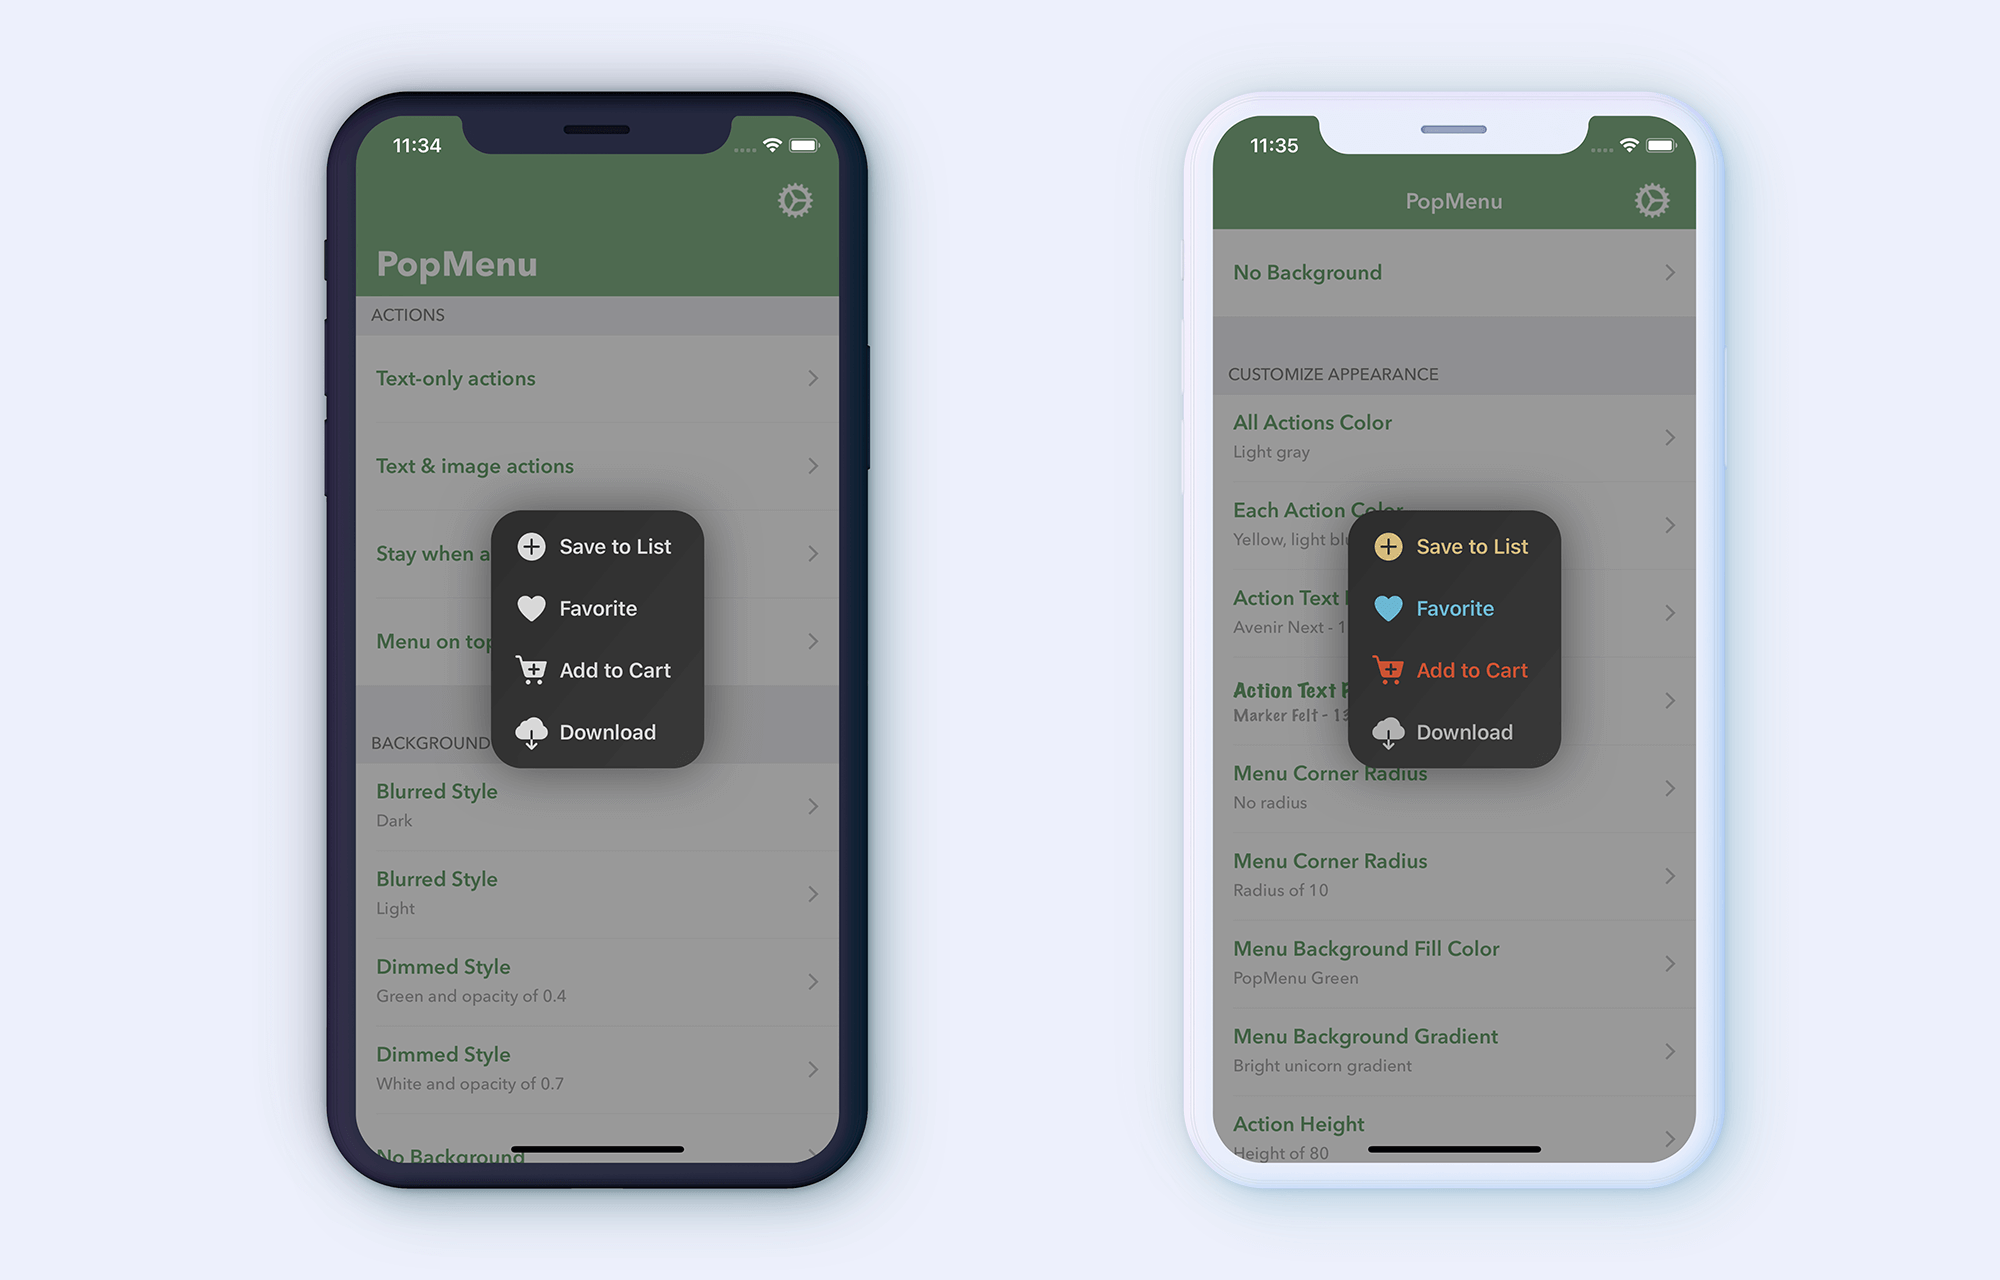 11:34
PopMenu
ACTIONS
Text-only actions
Text & image actions
Stay when a
Menu on top
BACKGROUND
Save to List
Favorite
Add to Cart
Download
Blurred Style
Dark
Blurred Style
Light
Dimmed Style
Green and opacity of 0.4
Dimmed Style
White and opacity of 0.7
No Background
11:35
PopMenu
No Background
CUSTOMIZE APPEARANCE
All Actions Color
Light gray
Each Action Color
Yellow, light blu
Action Text
Avenir Next - 1
Action Text F
Marker Felt - 13
Save to List
Favorite
Add to Cart
Download
Menu Corner Radius
No radius
Menu Corner Radius
Radius of 10
Menu Background Fill Color
PopMenu Green
Menu Background Gradient
Bright unicorn gradient
Action Height
Height of 80